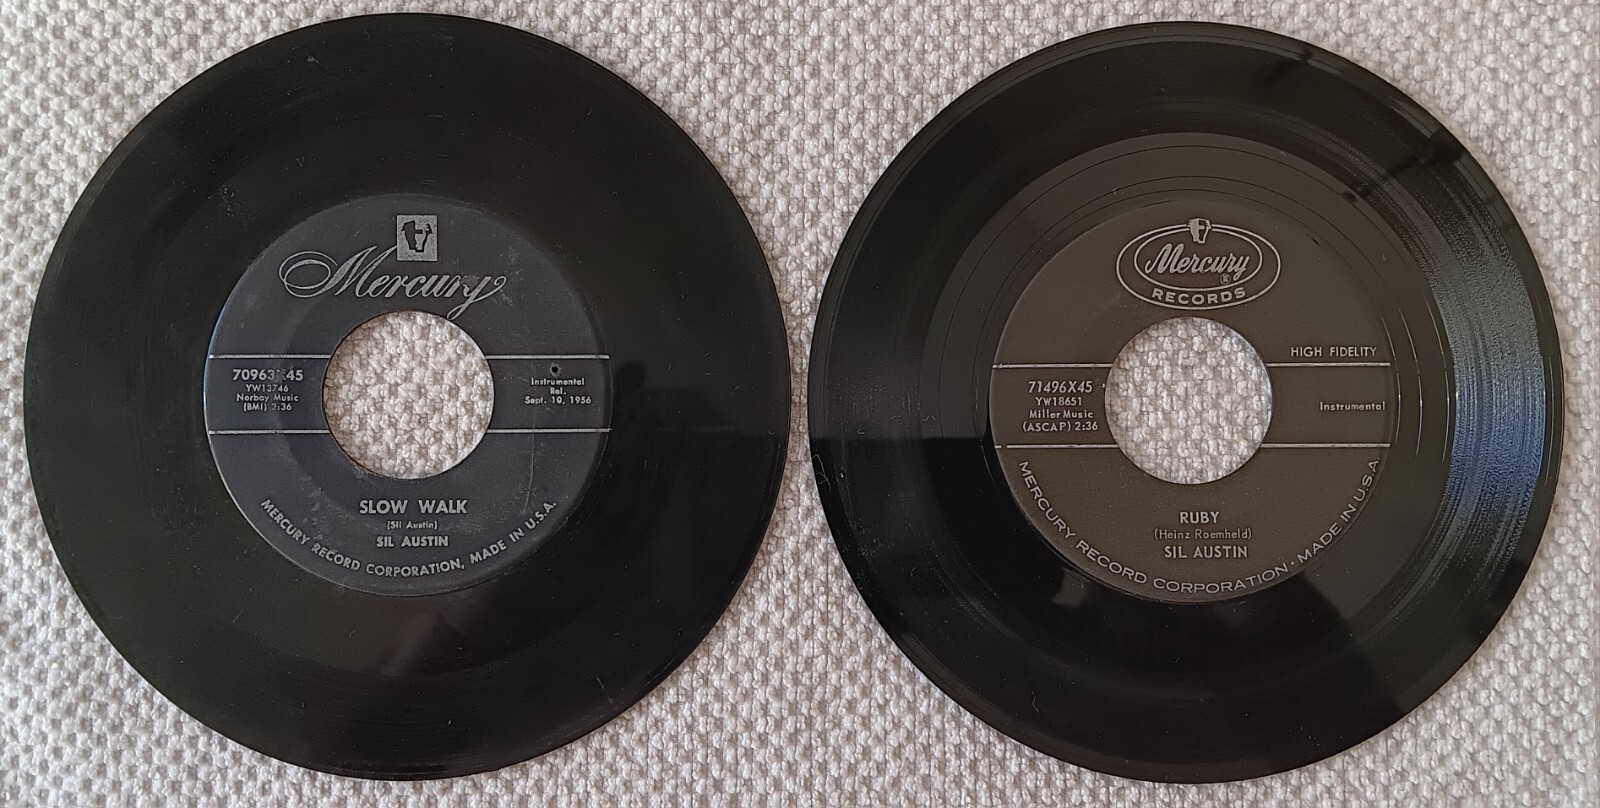 Mercury
70963X45
YW13746
Norbay Music
(BMI) 2:36
Instrumental
Rel.
Sept. 10, 1956
SLOW WALK
(Sil Austin)
SIL AUSTIN
MERCURY RECORD CORPORATION, MADE IN U.S.A.
Mercury ®
RECORDS
HIGH FIDELITY
71496X45
YW18651
Miller Music
(ASCAP) 2:36
Instrumental
RUBY
(Heinz Roemheld)
SIL AUSTIN
MERCURY RECORD CORPORATION · MADE IN U.S.A.